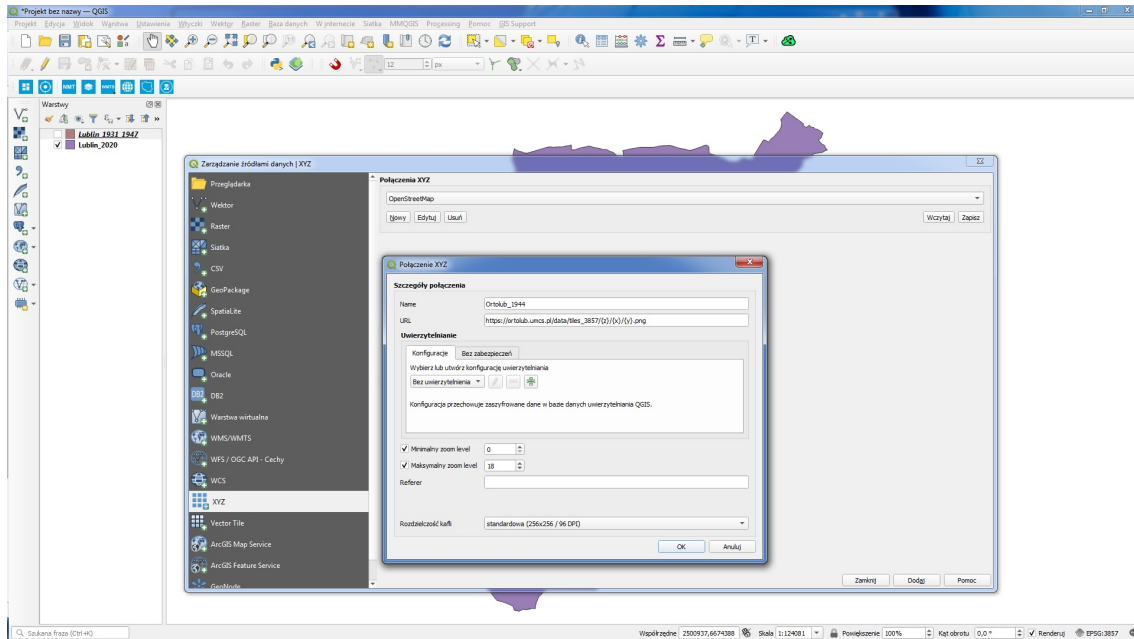 *Projekt bez nazwy — QGIS
Projekt Edycja Widok Warstwa Ustawienia Wtyczki Wektor Raster Baza danych W internecie Siatka MMQGIS Processing Pomoc GIS Support
12 px
NMT WMTS
Warstwy
Lublin 1931 1947
Lublin_2020
Zarządzanie źródłami danych | XYZ
Przeglądarka
Wektor
Raster
Siatka
CSV
GeoPackage
SpatiaLite
PostgreSQL
MSSQL
Oracle
DB2
Warstwa wirtualna
WMS/WMTS
WFS / OGC API - Cechy
WCS
XYZ
Vector Tile
ArcGIS Map Service
ArcGIS Feature Service
GeoNode
Połączenia XYZ
OpenStreetMap
Nowy Edytuj Usuń Wczytaj Zapisz
Połączenie XYZ
Szczegóły połączenia
Name Ortolub_1944
URL https://ortolub.umcs.pl/data/tiles_3857/{z}/{x}/{y}.png
Uwierzytelnianie
Konfiguracje Bez zabezpieczeń
Wybierz lub utwórz konfigurację uwierzytelniania
Bez uwierzytelnienia
Konfiguracja przechowuje zaszyfrowane dane w bazie danych uwierzytelniania QGIS.
Minimalny zoom level 0
Maksymalny zoom level 18
Referer
Rozdzielczość kafli standardowa (256x256 / 96 DPI)
OK Anuluj
Zamknij Dodaj Pomoc
Szukana fraza (Ctrl+K) Współrzędne 2500937,6674388 Skala 1:124081 Powiększenie 100% Kąt obrotu 0,0 ° Renderuj EPSG:3857